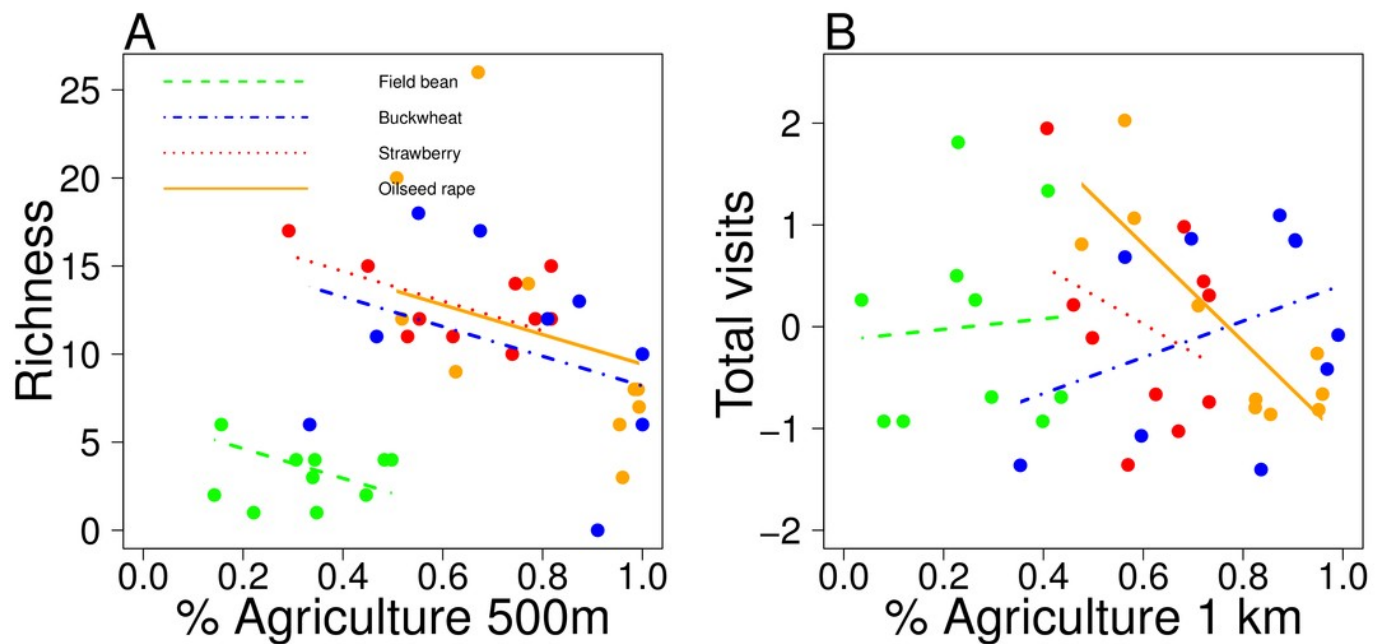 A
Richness
25
20
15
10
5
0
Field bean
Buckwheat
Strawberry
Oilseed rape
0.0 0.2 0.4 0.6 0.8 1.0
% Agriculture 500m
B
Total visits
2
1
0
−1
−2
0.0 0.2 0.4 0.6 0.8 1.0
% Agriculture 1 km